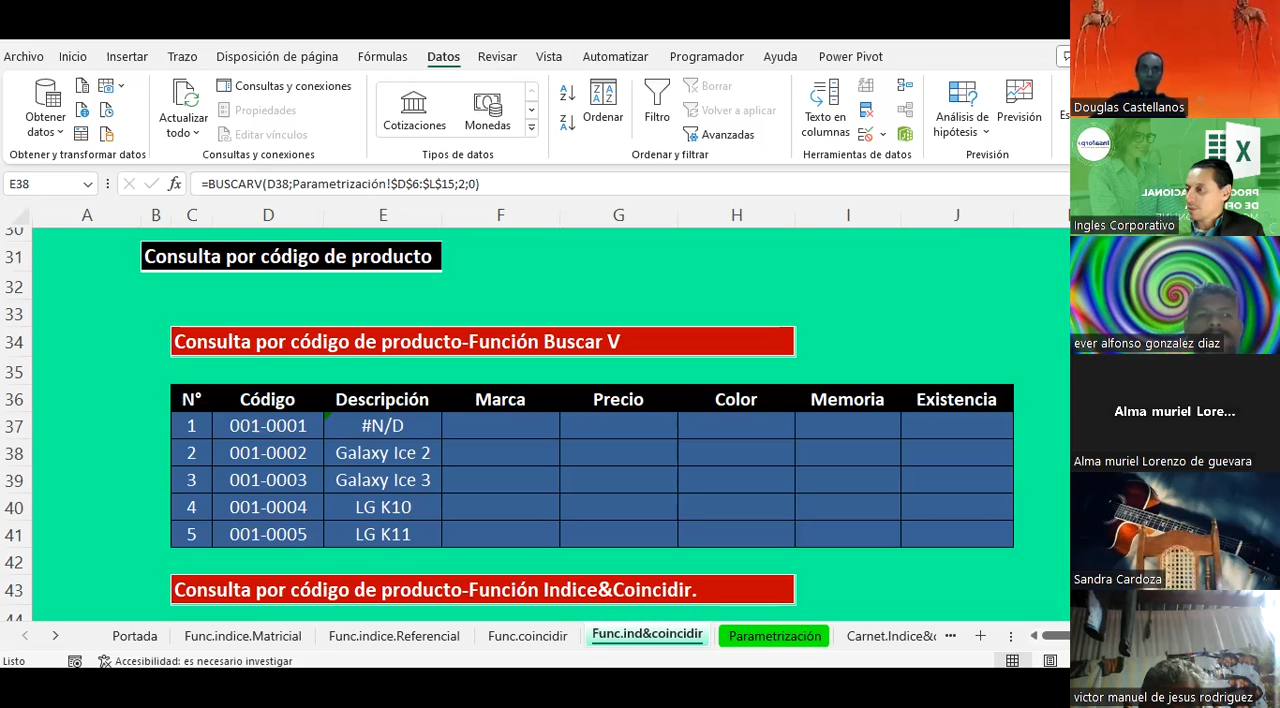 Archivo Inicio Insertar Trazo Disposición de página Fórmulas Datos Revisar Vista Automatizar Programador Ayuda Power Pivot
Obtener datos
Actualizar todo
Consultas y conexiones
Propiedades
Editar vínculos
Cotizaciones
Monedas
Ordenar
Filtro
Borrar
Volver a aplicar
Avanzadas
Texto en columnas
Análisis de hipótesis
Previsión
Obtener y transformar datos Consultas y conexiones Tipos de datos Ordenar y filtrar Herramientas de datos Previsión
E38 fx =BUSCARV(D38;Parametrización!$D$6:$L$15;2;0)
A B C D E F G H I J
30
31 Consulta por código de producto
32
33
34 Consulta por código de producto-Función Buscar V
35
36 N° Código Descripción Marca Precio Color Memoria Existencia
37 1 001-0001 #N/D
38 2 001-0002 Galaxy Ice 2
39 3 001-0003 Galaxy Ice 3
40 4 001-0004 LG K10
41 5 001-0005 LG K11
42
43 Consulta por código de producto-Función Indice&Coincidir.
44
Portada Func.indice.Matricial Func.indice.Referencial Func.coincidir Func.ind&coincidir Parametrización Carnet.Indice&c
Listo Accesibilidad: es necesario investigar
Douglas Castellanos
Ingles Corporativo
ever alfonso gonzalez diaz
Alma muriel Lore...
Alma muriel Lorenzo de guevara
Sandra Cardoza
victor manuel de jesus rodriguez